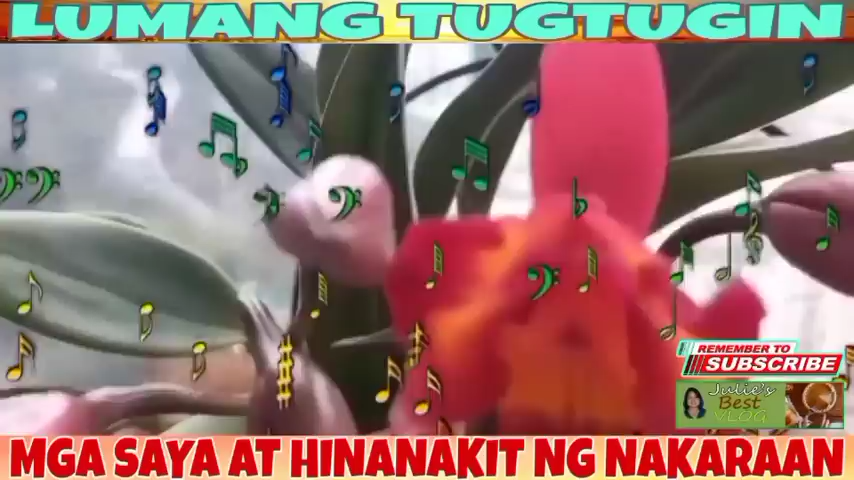 LUMANG TUGTUGIN
REMEMBER TO
SUBSCRIBE
Julie's
Best
VLOG
MGA SAYA AT HINANAKIT NG NAKARAAN